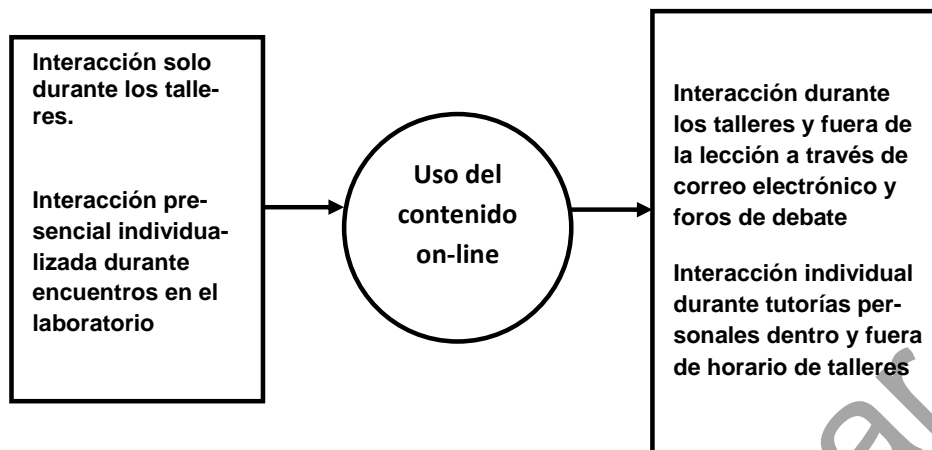 Interacción solo
durante los talle-
res.
Interacción pre-
sencial individua-
lizada durante
encuentros en el
laboratorio
Uso del
contenido
on-line
Interacción durante
los talleres y fuera de
la lección a través de
correo electrónico y
foros de debate
Interacción individual
durante tutorías per-
sonales dentro y fuera
de horario de talleres